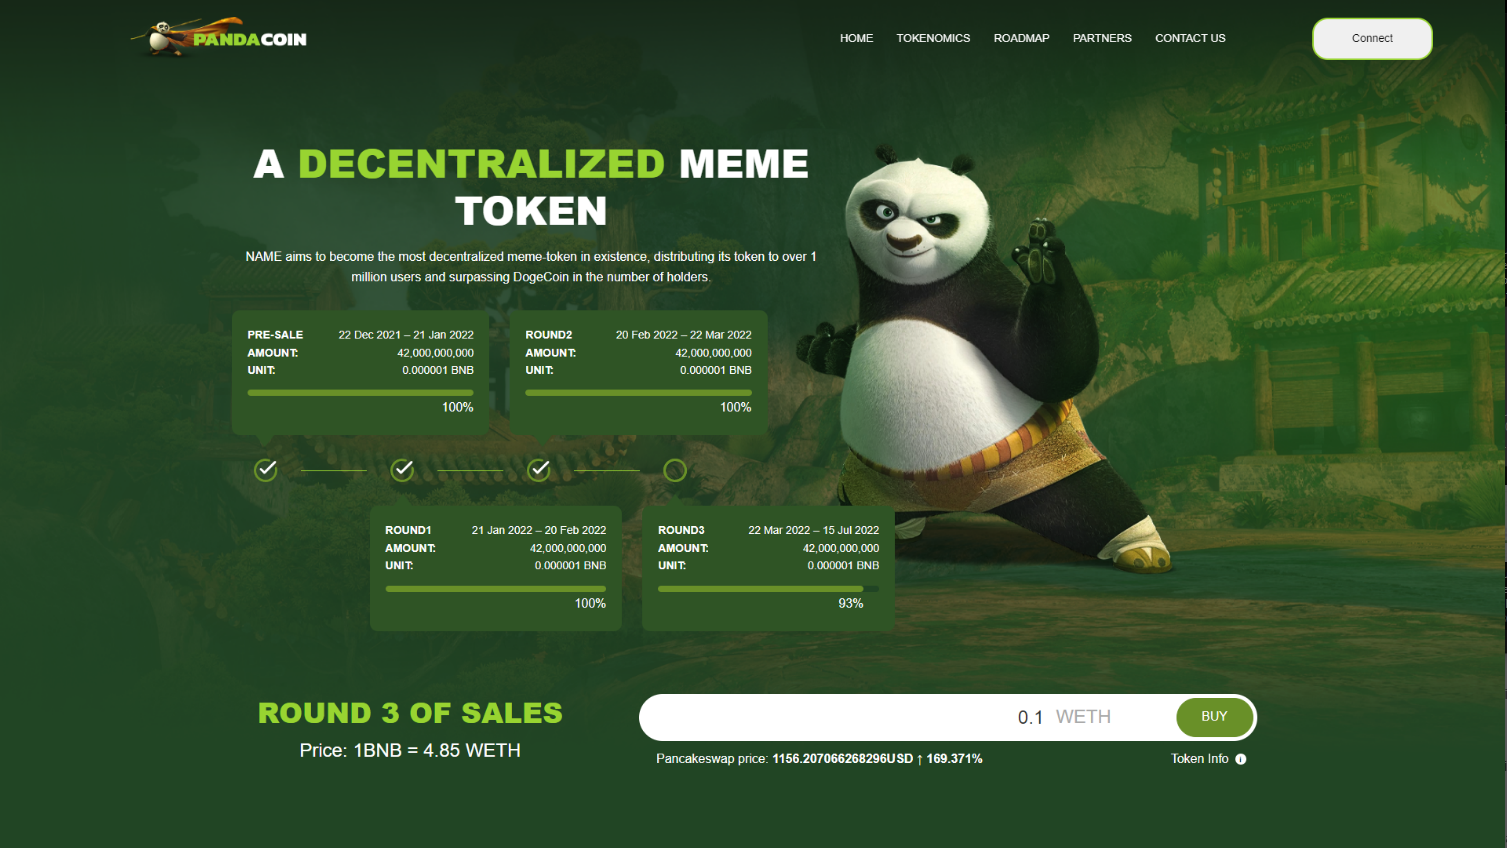 PANDACOIN
HOME TOKENOMICS ROADMAP PARTNERS CONTACT US
Connect
A DECENTRALIZED MEME
TOKEN
NAME aims to become the most decentralized meme-token in existence, distributing its token to over 1
million users and surpassing DogeCoin in the number of holders.
PRE-SALE 22 Dec 2021 – 21 Jan 2022
AMOUNT: 42,000,000,000
UNIT: 0.000001 BNB
100%
ROUND2 20 Feb 2022 – 22 Mar 2022
AMOUNT: 42,000,000,000
UNIT: 0.000001 BNB
100%
ROUND1 21 Jan 2022 – 20 Feb 2022
AMOUNT: 42,000,000,000
UNIT: 0.000001 BNB
100%
ROUND3 22 Mar 2022 – 15 Jul 2022
AMOUNT: 42,000,000,000
UNIT: 0.000001 BNB
93%
ROUND 3 OF SALES
Price: 1BNB = 4.85 WETH
0.1 WETH
BUY
Pancakeswap price: 1156.207066268296USD ↑ 169.371%
Token Info